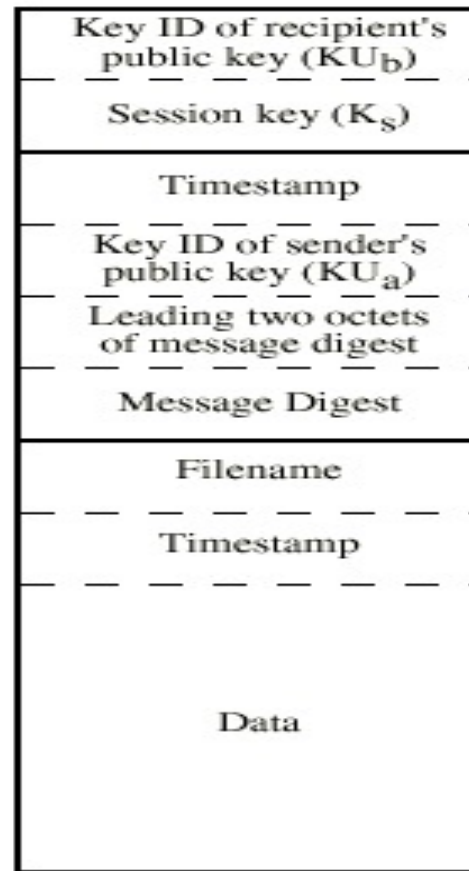 Key ID of recipient's
public key (KUb)
Session key (Ks)
Timestamp
Key ID of sender's
public key (KUa)
Leading two octets
of message digest
Message Digest
Filename
Timestamp
Data